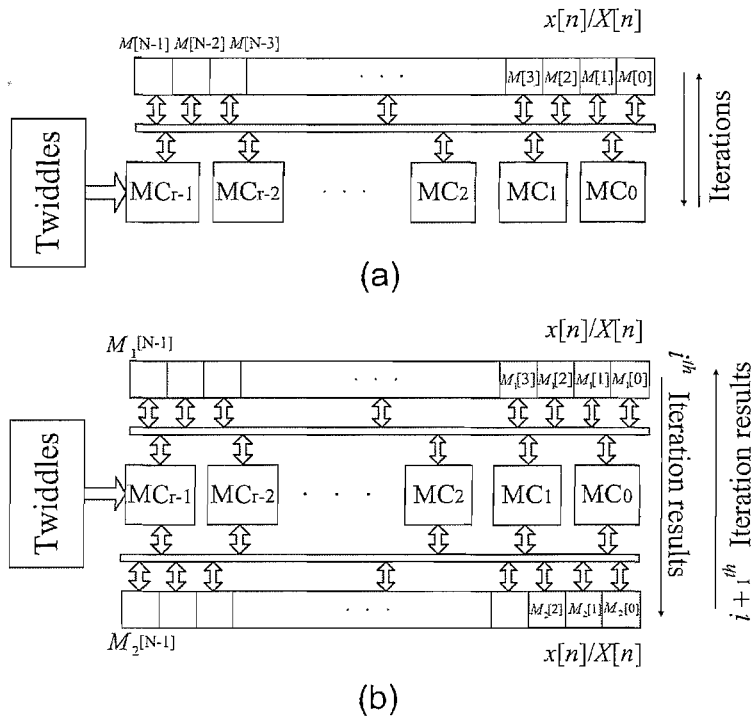 x[n]/X[n]
M[N-1] M[N-2] M[N-3]
. . .
M[3] M[2] M[1] M[0]
Twiddles
MCr-1 MCr-2 . . . MC2 MC1 MC0
Iterations
(a)
M1[N-1]
x[n]/X[n]
. . .
M1[3] M1[2] M1[1] M1[0]
Twiddles
MCr-1 MCr-2 . . . . MC2 MC1 MC0
ith Iteration results
i + 1th Iteration results
. . .
M2[2] M2[1] M2[0]
M2[N-1]
x[n]/X[n]
(b)